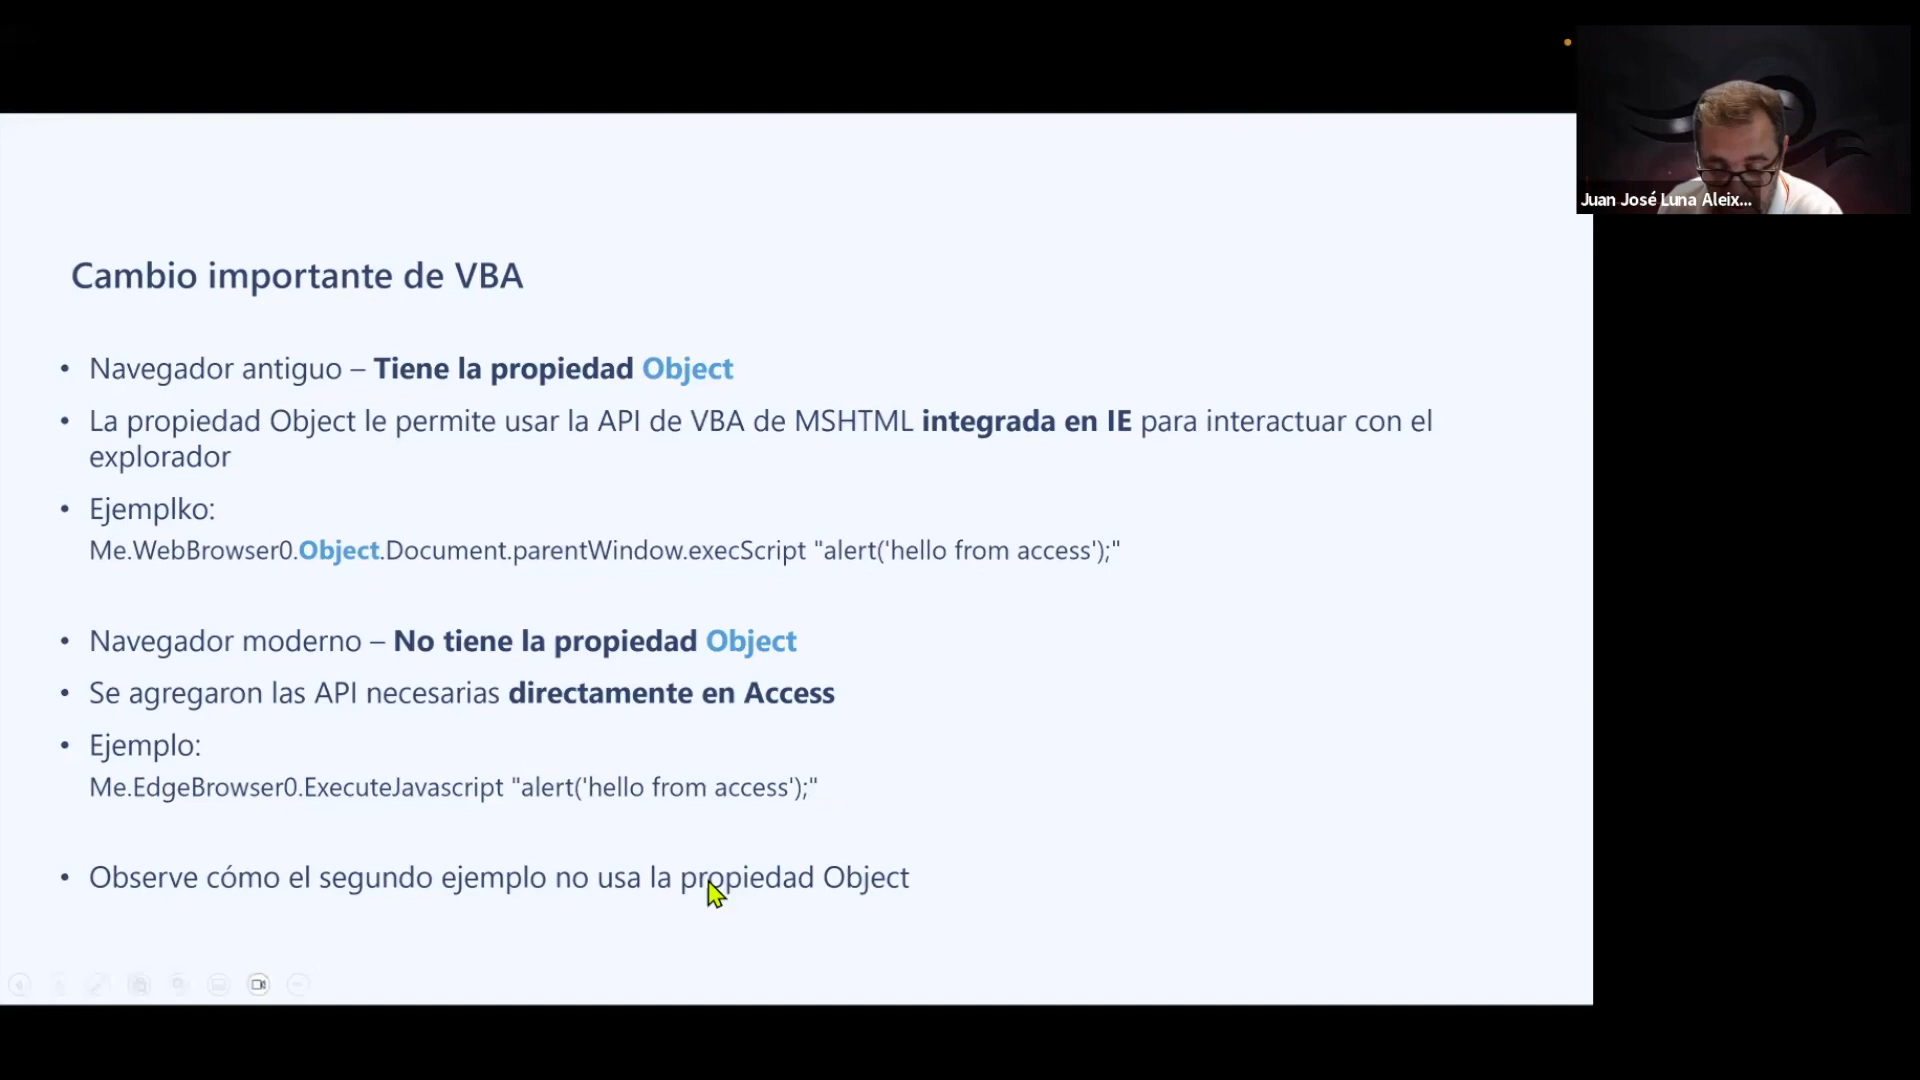 Juan José Luna Aleix...
Cambio importante de VBA
• Navegador antiguo – Tiene la propiedad Object
• La propiedad Object le permite usar la API de VBA de MSHTML integrada en IE para interactuar con el
explorador
• Ejemplko:
Me.WebBrowser0.Object.Document.parentWindow.execScript "alert('hello from access');"
• Navegador moderno – No tiene la propiedad Object
• Se agregaron las API necesarias directamente en Access
• Ejemplo:
Me.EdgeBrowser0.ExecuteJavascript "alert('hello from access');"
• Observe cómo el segundo ejemplo no usa la propiedad Object